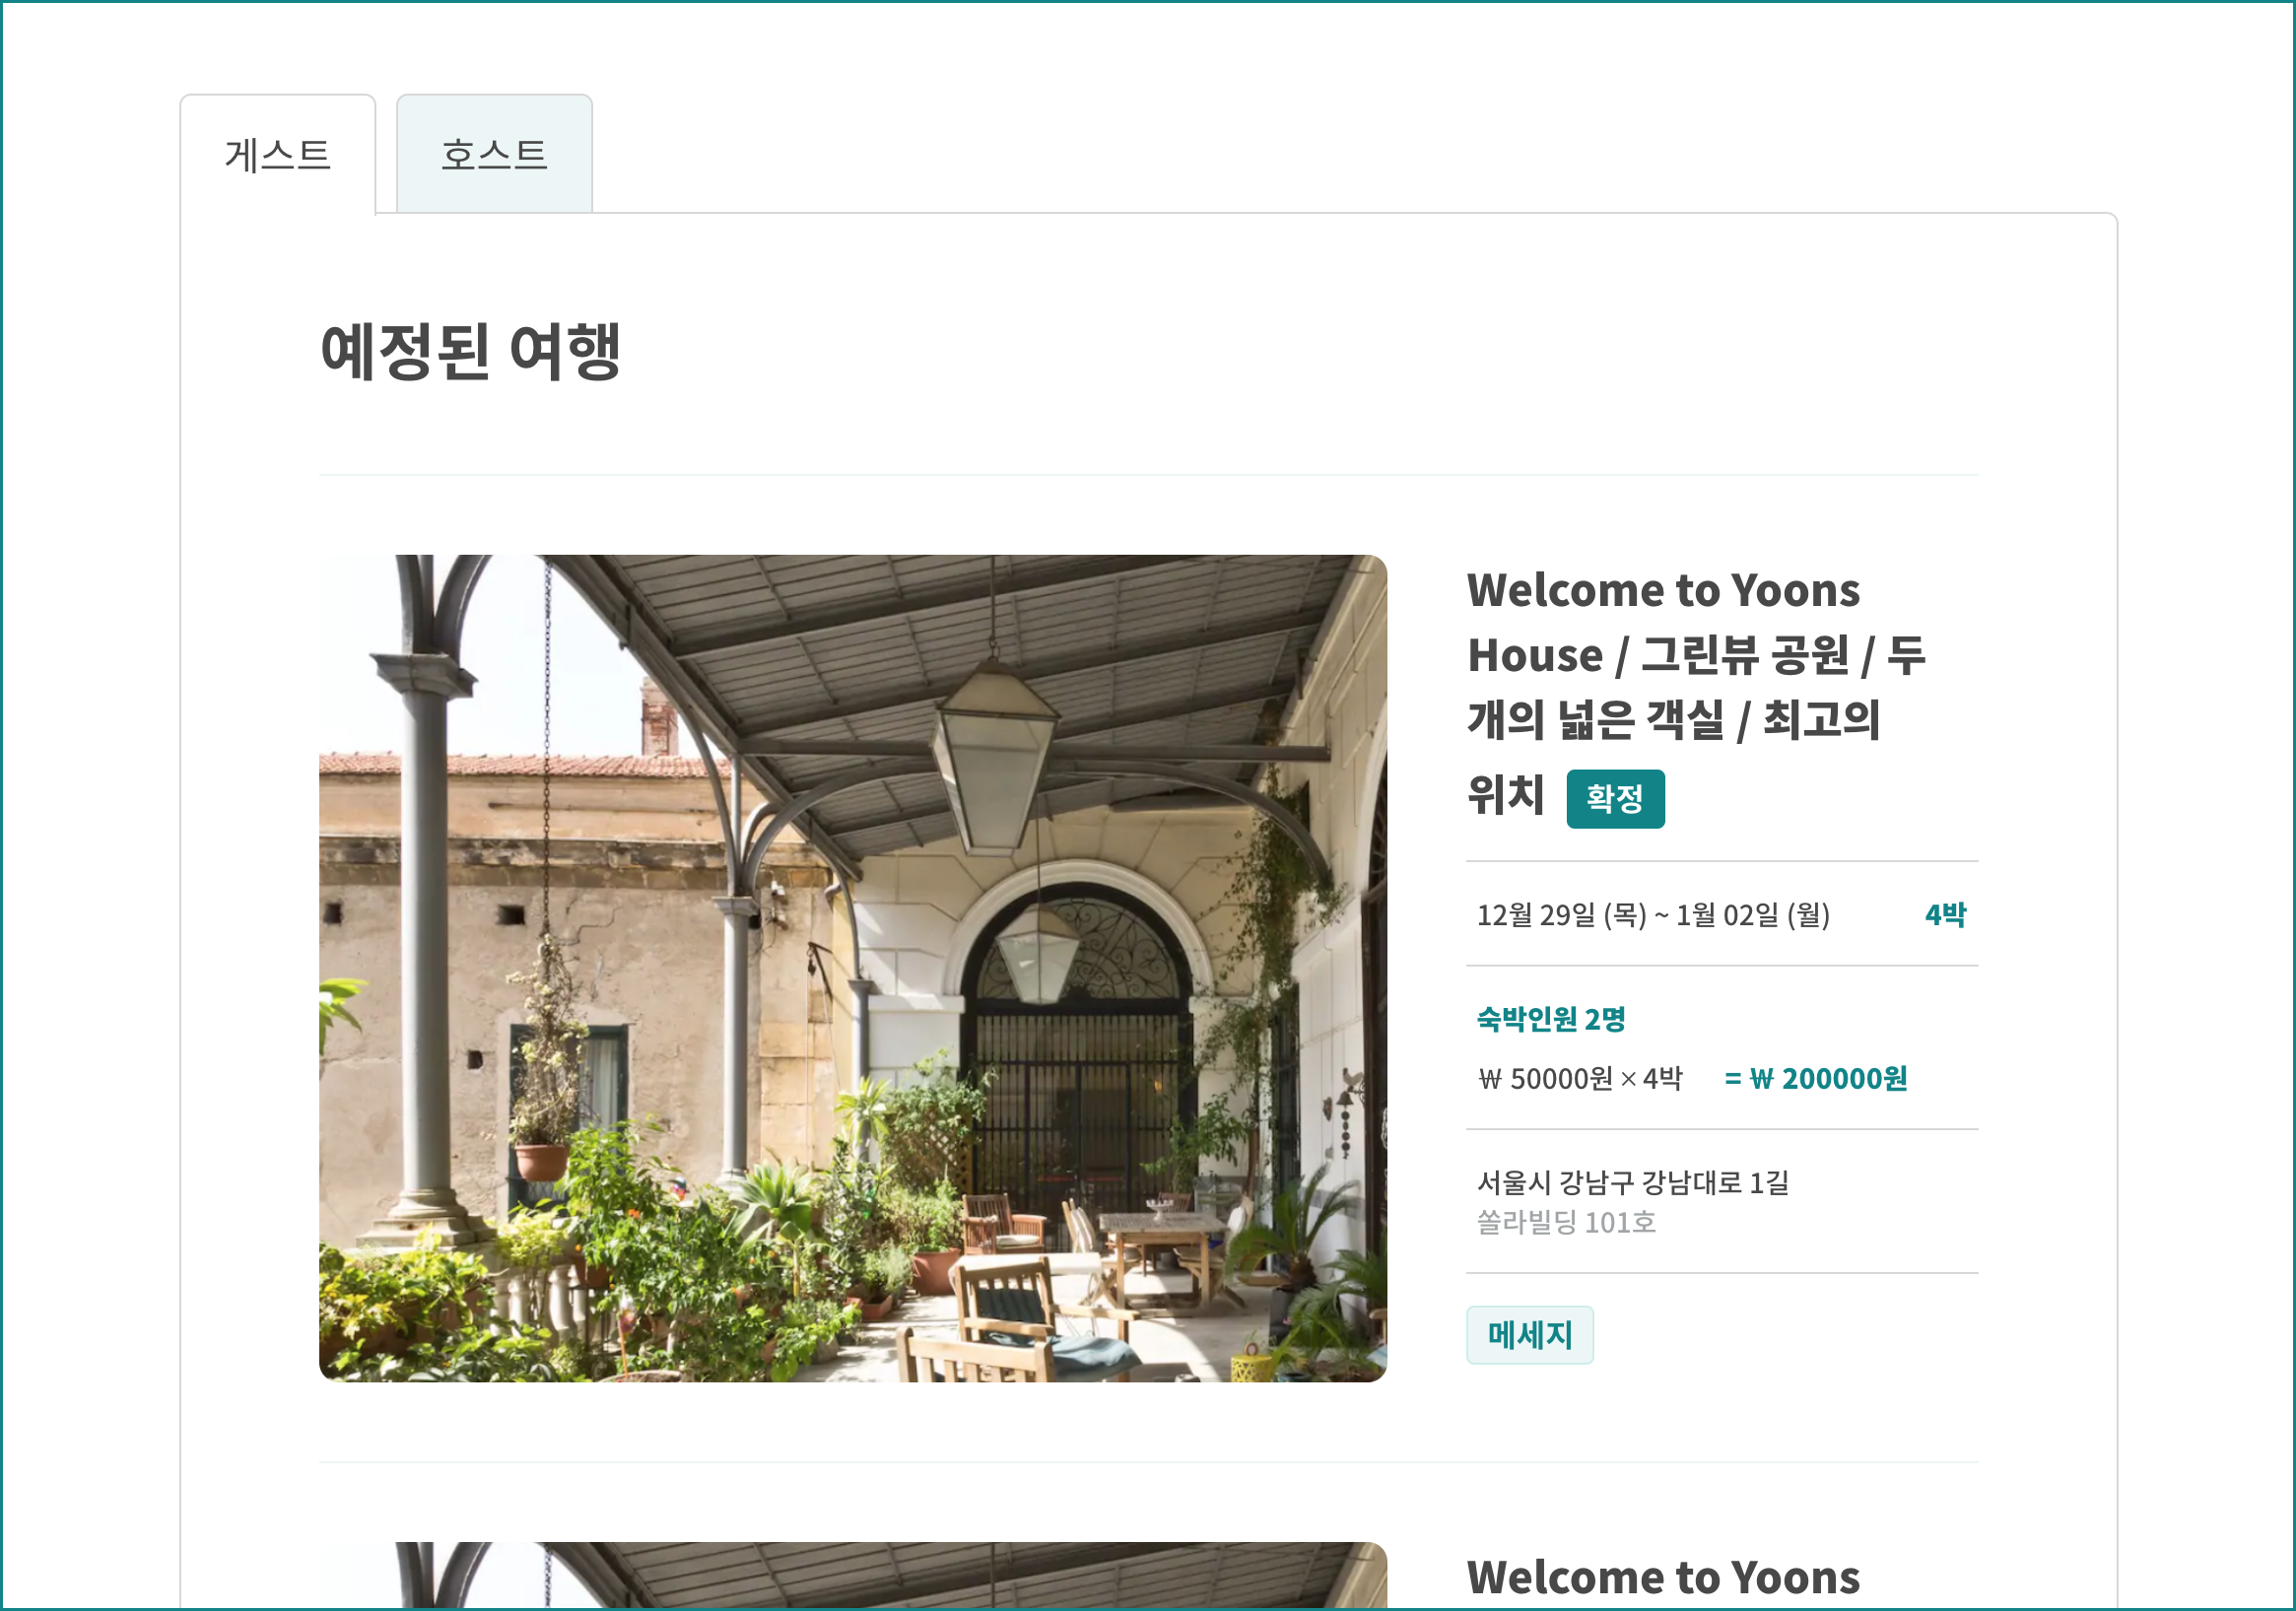 게스트
호스트
예정된 여행
Welcome to Yoons
House / 그린뷰 공원 / 두
개의 넓은 객실 / 최고의
위치 확정
12월 29일 (목) ~ 1월 02일 (월) 4박
숙박인원 2명
₩ 50000원 × 4박 = ₩ 200000원
서울시 강남구 강남대로 1길
쏠라빌딩 101호
메세지
Welcome to Yoons